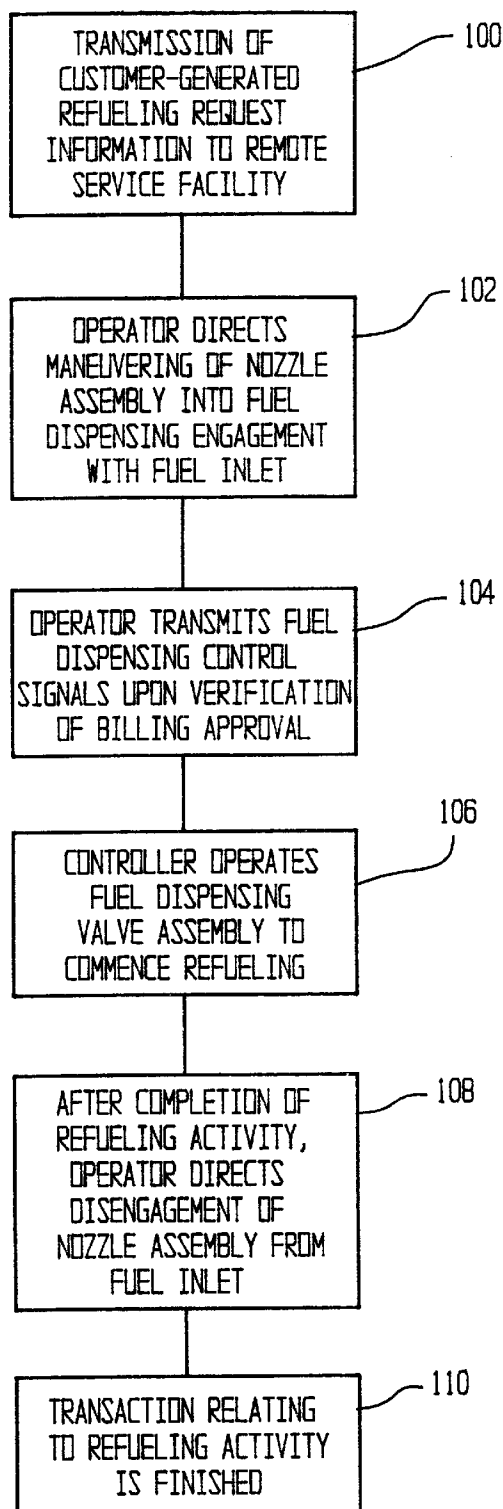 TRANSMISSION OF
CUSTOMER-GENERATED
REFUELING REQUEST
INFORMATION TO REMOTE
SERVICE FACILITY
100
OPERATOR DIRECTS
MANEUVERING OF NOZZLE
ASSEMBLY INTO FUEL
DISPENSING ENGAGEMENT
WITH FUEL INLET
102
OPERATOR TRANSMITS FUEL
DISPENSING CONTROL
SIGNALS UPON VERIFICATION
OF BILLING APPROVAL
104
CONTROLLER OPERATES
FUEL DISPENSING
VALVE ASSEMBLY TO
COMMENCE REFUELING
106
AFTER COMPLETION OF
REFUELING ACTIVITY,
OPERATOR DIRECTS
DISENGAGEMENT OF
NOZZLE ASSEMBLY FROM
FUEL INLET
108
TRANSACTION RELATING
TO REFUELING ACTIVITY
IS FINISHED
110